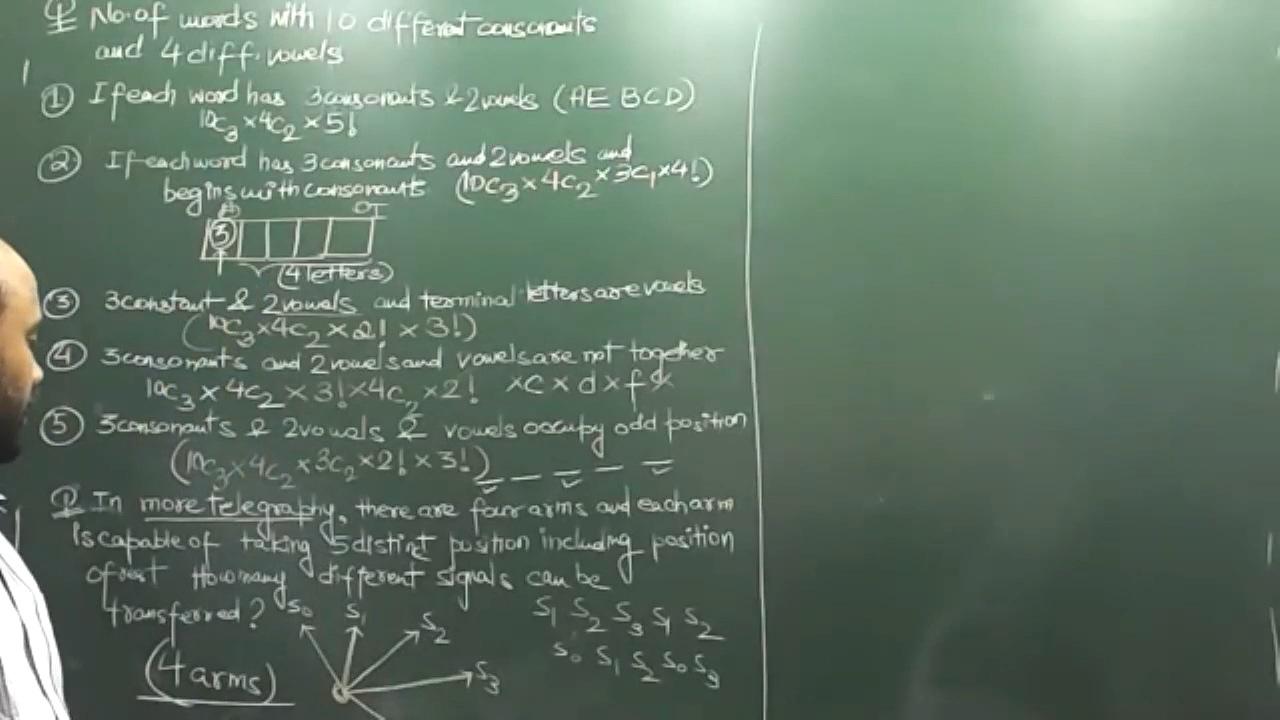 Q No. of words with 10 different consonants
and 4 diff. vowels
① If each word has 3 consonants & 2 vowels (AE BCD)
10C₃ × 4C₂ × 5!
② If each word has 3 consonants and 2 vowels and
begins with consonants (10C₃ × 4C₂ × 3C₁ × 4!)
③
(4 letters)
③ 3 constant & 2 vowels and terminal letters are vowels
(10C₃ × 4C₂ × 2! × 3!)
④ 3 consonants and 2 vowels and vowels are not together
10C₃ × 4C₂ × 3! × 4C₂ × 2! × C × d × f ×
⑤ 3 consonants & 2 vowels & vowels occupy odd position
(10C₃ × 4C₂ × 3C₂ × 2! × 3!)
Q In more telegraphy, there are four arms and each arm
Is capable of taking 5 distint position including position
of rest How many different signals can be
transferred?
S₀ S₁ S₂ S₃
S₁ S₂ S₃ S₁ S₂
S₀ S₁ S₂ S₀ S₃
(4 arms)